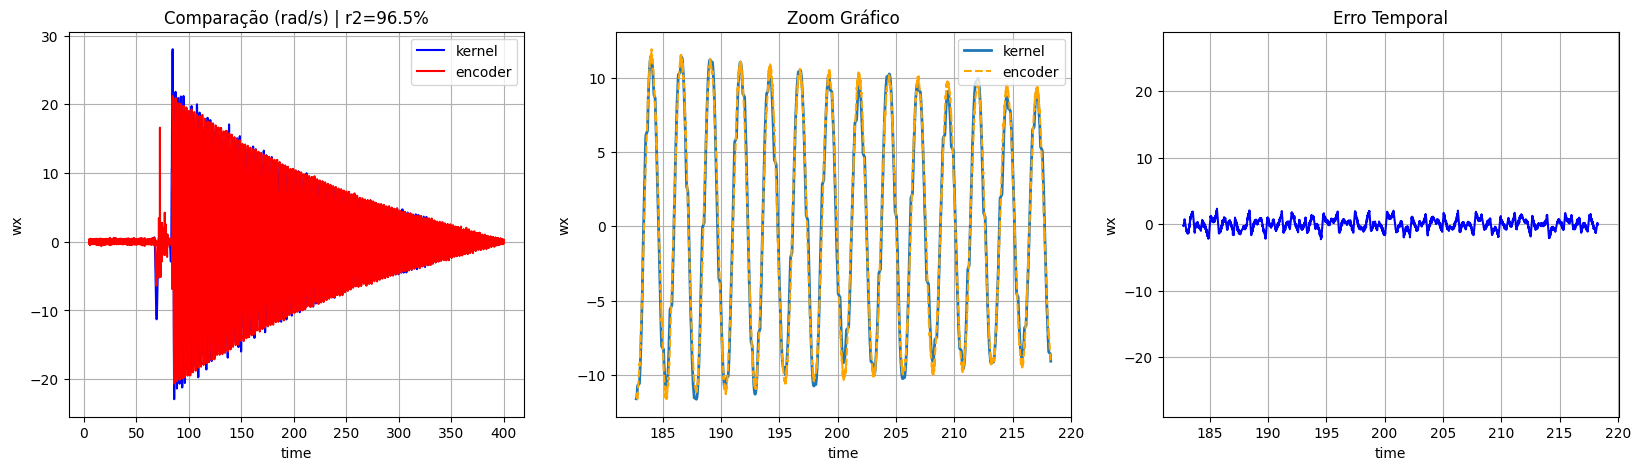 Comparação (rad/s) | r2=96.5%
30
20
10
0
−10
−20
wx
kernel
encoder
0 50 100 150 200 250 300 350 400
time
Zoom Gráfico
10
5
0
−5
−10
wx
kernel
encoder
185 190 195 200 205 210 215 220
time
Erro Temporal
20
10
0
−10
−20
wx
185 190 195 200 205 210 215 220
time